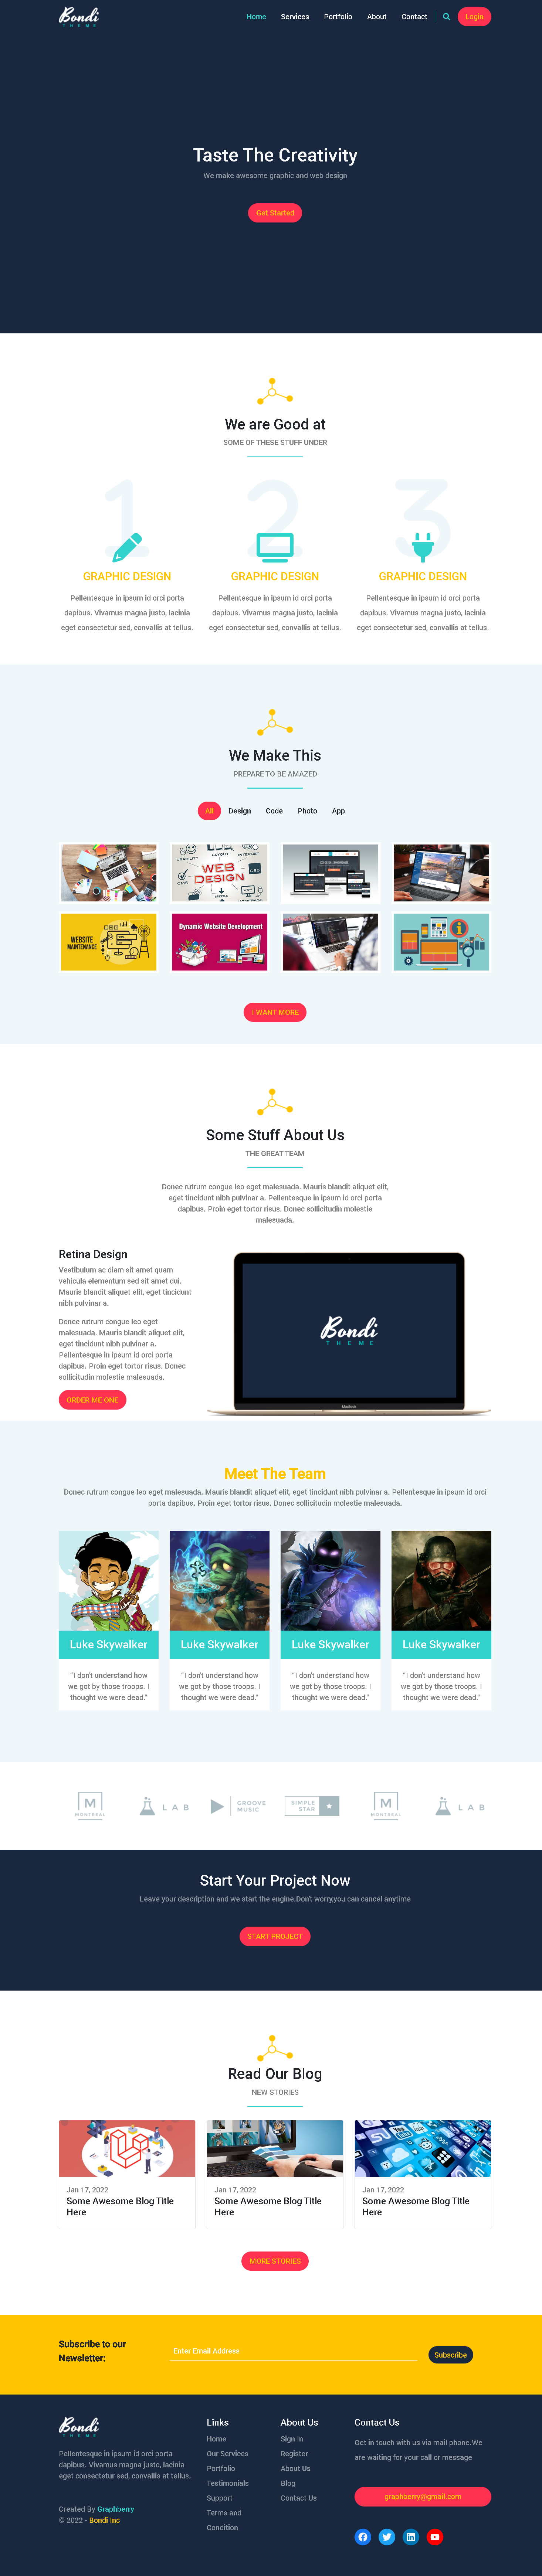 Bondi
THEME
Home Services Portfolio About Contact Login
Taste The Creativity
We make awesome graphic and web design
Get Started
We are Good at
SOME OF THESE STUFF UNDER
1 2 3
GRAPHIC DESIGN
Pellentesque in ipsum id orci porta
dapibus. Vivamus magna justo, lacinia
eget consectetur sed, convallis at tellus.
GRAPHIC DESIGN
Pellentesque in ipsum id orci porta
dapibus. Vivamus magna justo, lacinia
eget consectetur sed, convallis at tellus.
GRAPHIC DESIGN
Pellentesque in ipsum id orci porta
dapibus. Vivamus magna justo, lacinia
eget consectetur sed, convallis at tellus.
We Make This
PREPARE TO BE AMAZED
All Design Code Photo App
USABILITY
LAYOUT
INTERNET
WEB
DESIGN
MEDIA
HOME PAGE
WEBSITE
MAINTENANCE
Dynamic Website Development
I WANT MORE
Some Stuff About Us
THE GREAT TEAM
Donec rutrum congue leo eget malesuada. Mauris blandit aliquet elit,
eget tincidunt nibh pulvinar a. Pellentesque in ipsum id orci porta
dapibus. Proin eget tortor risus. Donec sollicitudin molestie
malesuada.
Retina Design
Vestibulum ac diam sit amet quam
vehicula elementum sed sit amet dui.
Mauris blandit aliquet elit, eget tincidunt
nibh pulvinar a.
Donec rutrum congue leo eget
malesuada. Mauris blandit aliquet elit,
eget tincidunt nibh pulvinar a.
Pellentesque in ipsum id orci porta
dapibus. Proin eget tortor risus. Donec
sollicitudin molestie malesuada.
ORDER ME ONE
Bondi
THEME
MacBook
Meet The Team
Donec rutrum congue leo eget malesuada. Mauris blandit aliquet elit, eget tincidunt nibh pulvinar a. Pellentesque in ipsum id orci
porta dapibus. Proin eget tortor risus. Donec sollicitudin molestie malesuada.
Luke Skywalker
"I don't understand how
we got by those troops. I
thought we were dead."
Luke Skywalker
"I don't understand how
we got by those troops. I
thought we were dead."
Luke Skywalker
"I don't understand how
we got by those troops. I
thought we were dead."
Luke Skywalker
"I don't understand how
we got by those troops. I
thought we were dead."
M
MONTREAL
LAB
GROOVE
MUSIC
SIMPLE
STAR
M
MONTREAL
LAB
Start Your Project Now
Leave your description and we start the engine.Don't worry,you can cancel anytime
START PROJECT
Read Our Blog
NEW STORIES
Jan 17, 2022
Some Awesome Blog Title
Here
Jan 17, 2022
Some Awesome Blog Title
Here
Jan 17, 2022
Some Awesome Blog Title
Here
MORE STORIES
Subscribe to our
Newsletter:
Enter Email Address
Subscribe
Bondi
THEME
Pellentesque in ipsum id orci porta
dapibus. Vivamus magna justo, lacinia
eget consectetur sed, convallis at tellus.
Created By Graphberry
© 2022 - Bondi Inc
Links
Home
Our Services
Portfolio
Testimonials
Support
Terms and
Condition
About Us
Sign In
Register
About Us
Blog
Contact Us
Contact Us
Get in touch with us via mail phone.We
are waiting for your call or message
graphberry@gmail.com